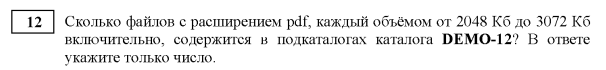 12 Сколько файлов с расширением pdf, каждый объёмом от 2048 Кб до 3072 Кб
включительно, содержится в подкаталогах каталога DEMO-12? В ответе
укажите только число.